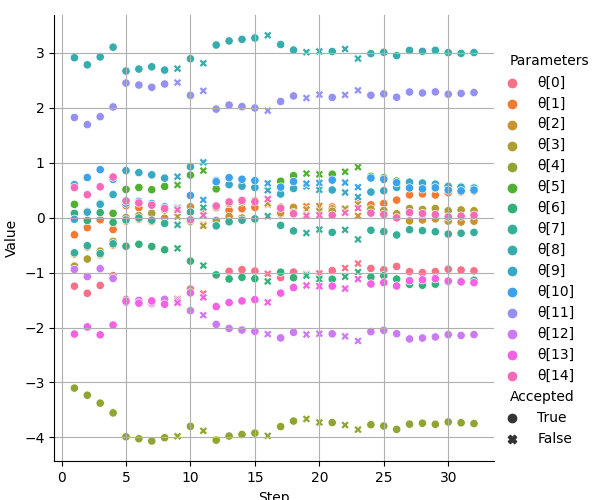 Parameters
θ[0]
θ[1]
θ[2]
θ[3]
θ[4]
θ[5]
θ[6]
θ[7]
θ[8]
θ[9]
θ[10]
θ[11]
θ[12]
θ[13]
θ[14]
Accepted
True
False
Value
3
2
1
0
−1
−2
−3
−4
0
5
10
15
20
25
30
Step